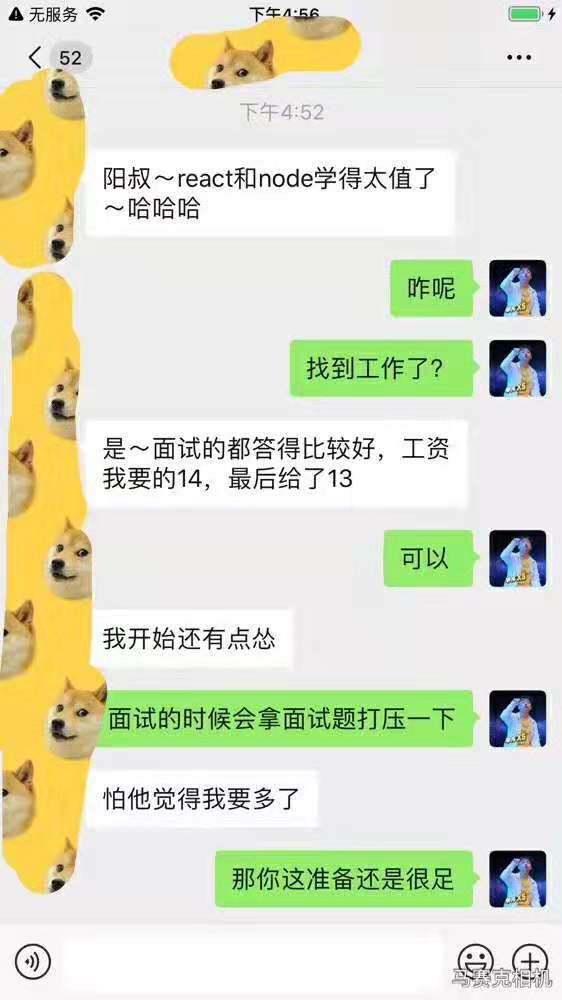 无服务
下午4:56
52
下午4:52
阳叔～react和node学得太值了
～哈哈哈
咋呢
找到工作了？
是～面试的都答得比较好，工资
我要的14，最后给了13
可以
我开始还有点怂
面试的时候会拿面试题打压一下
怕他觉得我要多了
那你这准备还是很足
马赛克相机